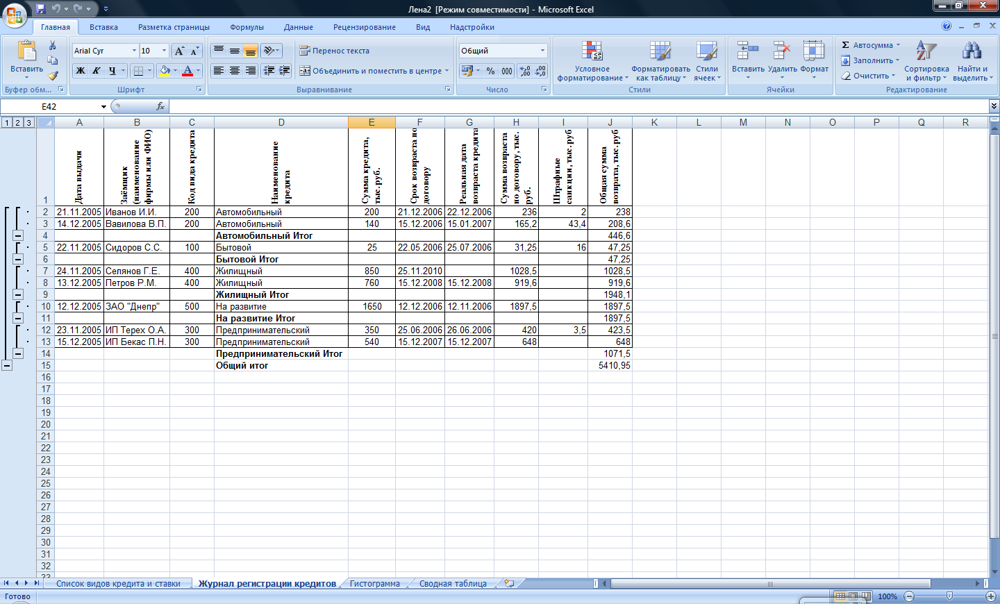 Лена2 [Режим совместимости] - Microsoft Excel
Главная Вставка Разметка страницы Формулы Данные Рецензирование Вид Надстройки
Вставить
Буфер обм...
Arial Cyr 10
Ж К Ч
Шрифт
Перенос текста
Объединить и поместить в центре
Выравнивание
Общий
% 000
Число
Условное форматирование
Форматировать как таблицу
Стили ячеек
Стили
Вставить Удалить Формат
Ячейки
Σ Автосумма
Заполнить
Очистить
Сортировка и фильтр
Найти и выделить
Редактирование
E42 fx
1 2 3 A B C D E F G H I J K L M N O P Q R
1 Дата выдачи Заёмщик (наименование фирмы или ФИО) Код вида кредита Наименование кредита Сумма кредита, тыс.руб. Срок возвраста по договору Реальная дата возвраста кредита Сумма возвраста по договору, тыс. руб. Штрафные санкции, тыс. руб Общая сумма возврата, тыс. руб
2 21.11.2005 Иванов И.И. 200 Автомобильный 200 21.12.2006 22.12.2006 236 2 238
3 14.12.2005 Вавилова В.П. 200 Автомобильный 140 15.12.2006 15.01.2007 165,2 43,4 208,6
4 Автомобильный Итог 446,6
5 22.11.2005 Сидоров С.С. 100 Бытовой 25 22.05.2006 25.07.2006 31,25 16 47,25
6 Бытовой Итог 47,25
7 24.11.2005 Селянов Г.Е. 400 Жилищный 850 25.11.2010 1028,5 1028,5
8 13.12.2005 Петров Р.М. 400 Жилищный 760 15.12.2008 15.12.2008 919,6 919,6
9 Жилищный Итог 1948,1
10 12.12.2005 ЗАО "Днепр" 500 На развитие 1650 12.12.2006 12.11.2006 1897,5 1897,5
11 На развитие Итог 1897,5
12 23.11.2005 ИП Терех О.А. 300 Предпринимательский 350 25.06.2006 26.06.2006 420 3,5 423,5
13 15.12.2005 ИП Бекас П.Н. 300 Предпринимательский 540 15.12.2007 15.12.2007 648 648
14 Предпринимательский Итог 1071,5
15 Общий итог 5410,95
16
17
18
19
20
21
22
23
24
25
26
27
28
29
30
31
32
33
Список видов кредита и ставки Журнал регистрации кредитов Гистограмма Сводная таблица
Готово 100%